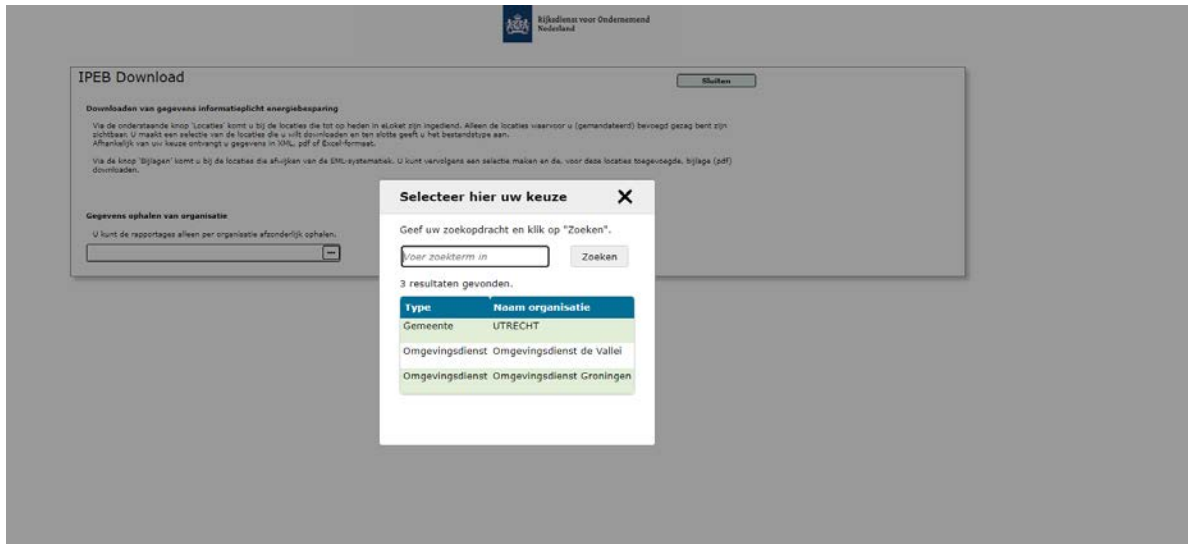 Rijksdienst voor Ondernemend
Nederland
IPEB Download
Sluiten
Downloaden van gegevens informatieplicht energiebesparing
Via de onderstaande knop 'Locaties' komt u bij de locaties die tot op heden in eLoket zijn ingediend. Alleen de locaties waarvoor u (gemandateerd) bevoegd gezag bent zijn
zichtbaar. U maakt een selectie van de locaties die u wilt downloaden en ten slotte geeft u het bestandstype aan.
Afhankelijk van uw keuze ontvangt u gegevens in XML, pdf of Excel-formaat.
Via de knop 'Bijlagen' komt u bij de locaties die afwijken van de EML-systematiek. U kunt vervolgens een selectie maken en de, voor deze locaties toegevoegde, bijlage (pdf)
downloaden.
Gegevens ophalen van organisatie
U kunt de rapportages alleen per organisatie afzonderlijk ophalen.
Selecteer hier uw keuze
Geef uw zoekopdracht en klik op "Zoeken".
Voer zoekterm in
Zoeken
3 resultaten gevonden.
Type Naam organisatie
Gemeente UTRECHT
Omgevingsdienst Omgevingsdienst de Vallei
Omgevingsdienst Omgevingsdienst Groningen